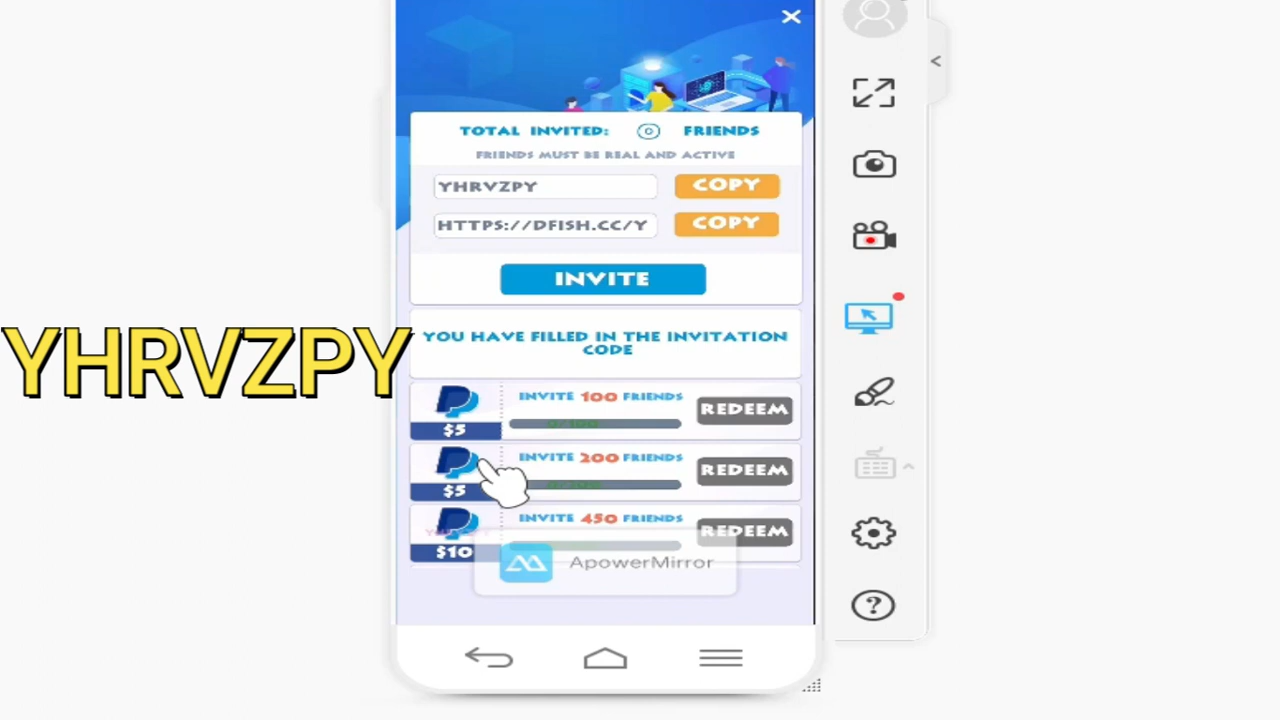 TOTAL INVITED: 0 FRIENDS
FRIENDS MUST BE REAL AND ACTIVE
YHRVZPY COPY
HTTPS://DFISH.CC/Y COPY
INVITE
YHRVZPY
YOU HAVE FILLED IN THE INVITATION
CODE
INVITE 100 FRIENDS
REDEEM
$5
INVITE 200 FRIENDS
REDEEM
$5
INVITE 450 FRIENDS
REDEEM
$10
ApowerMirror